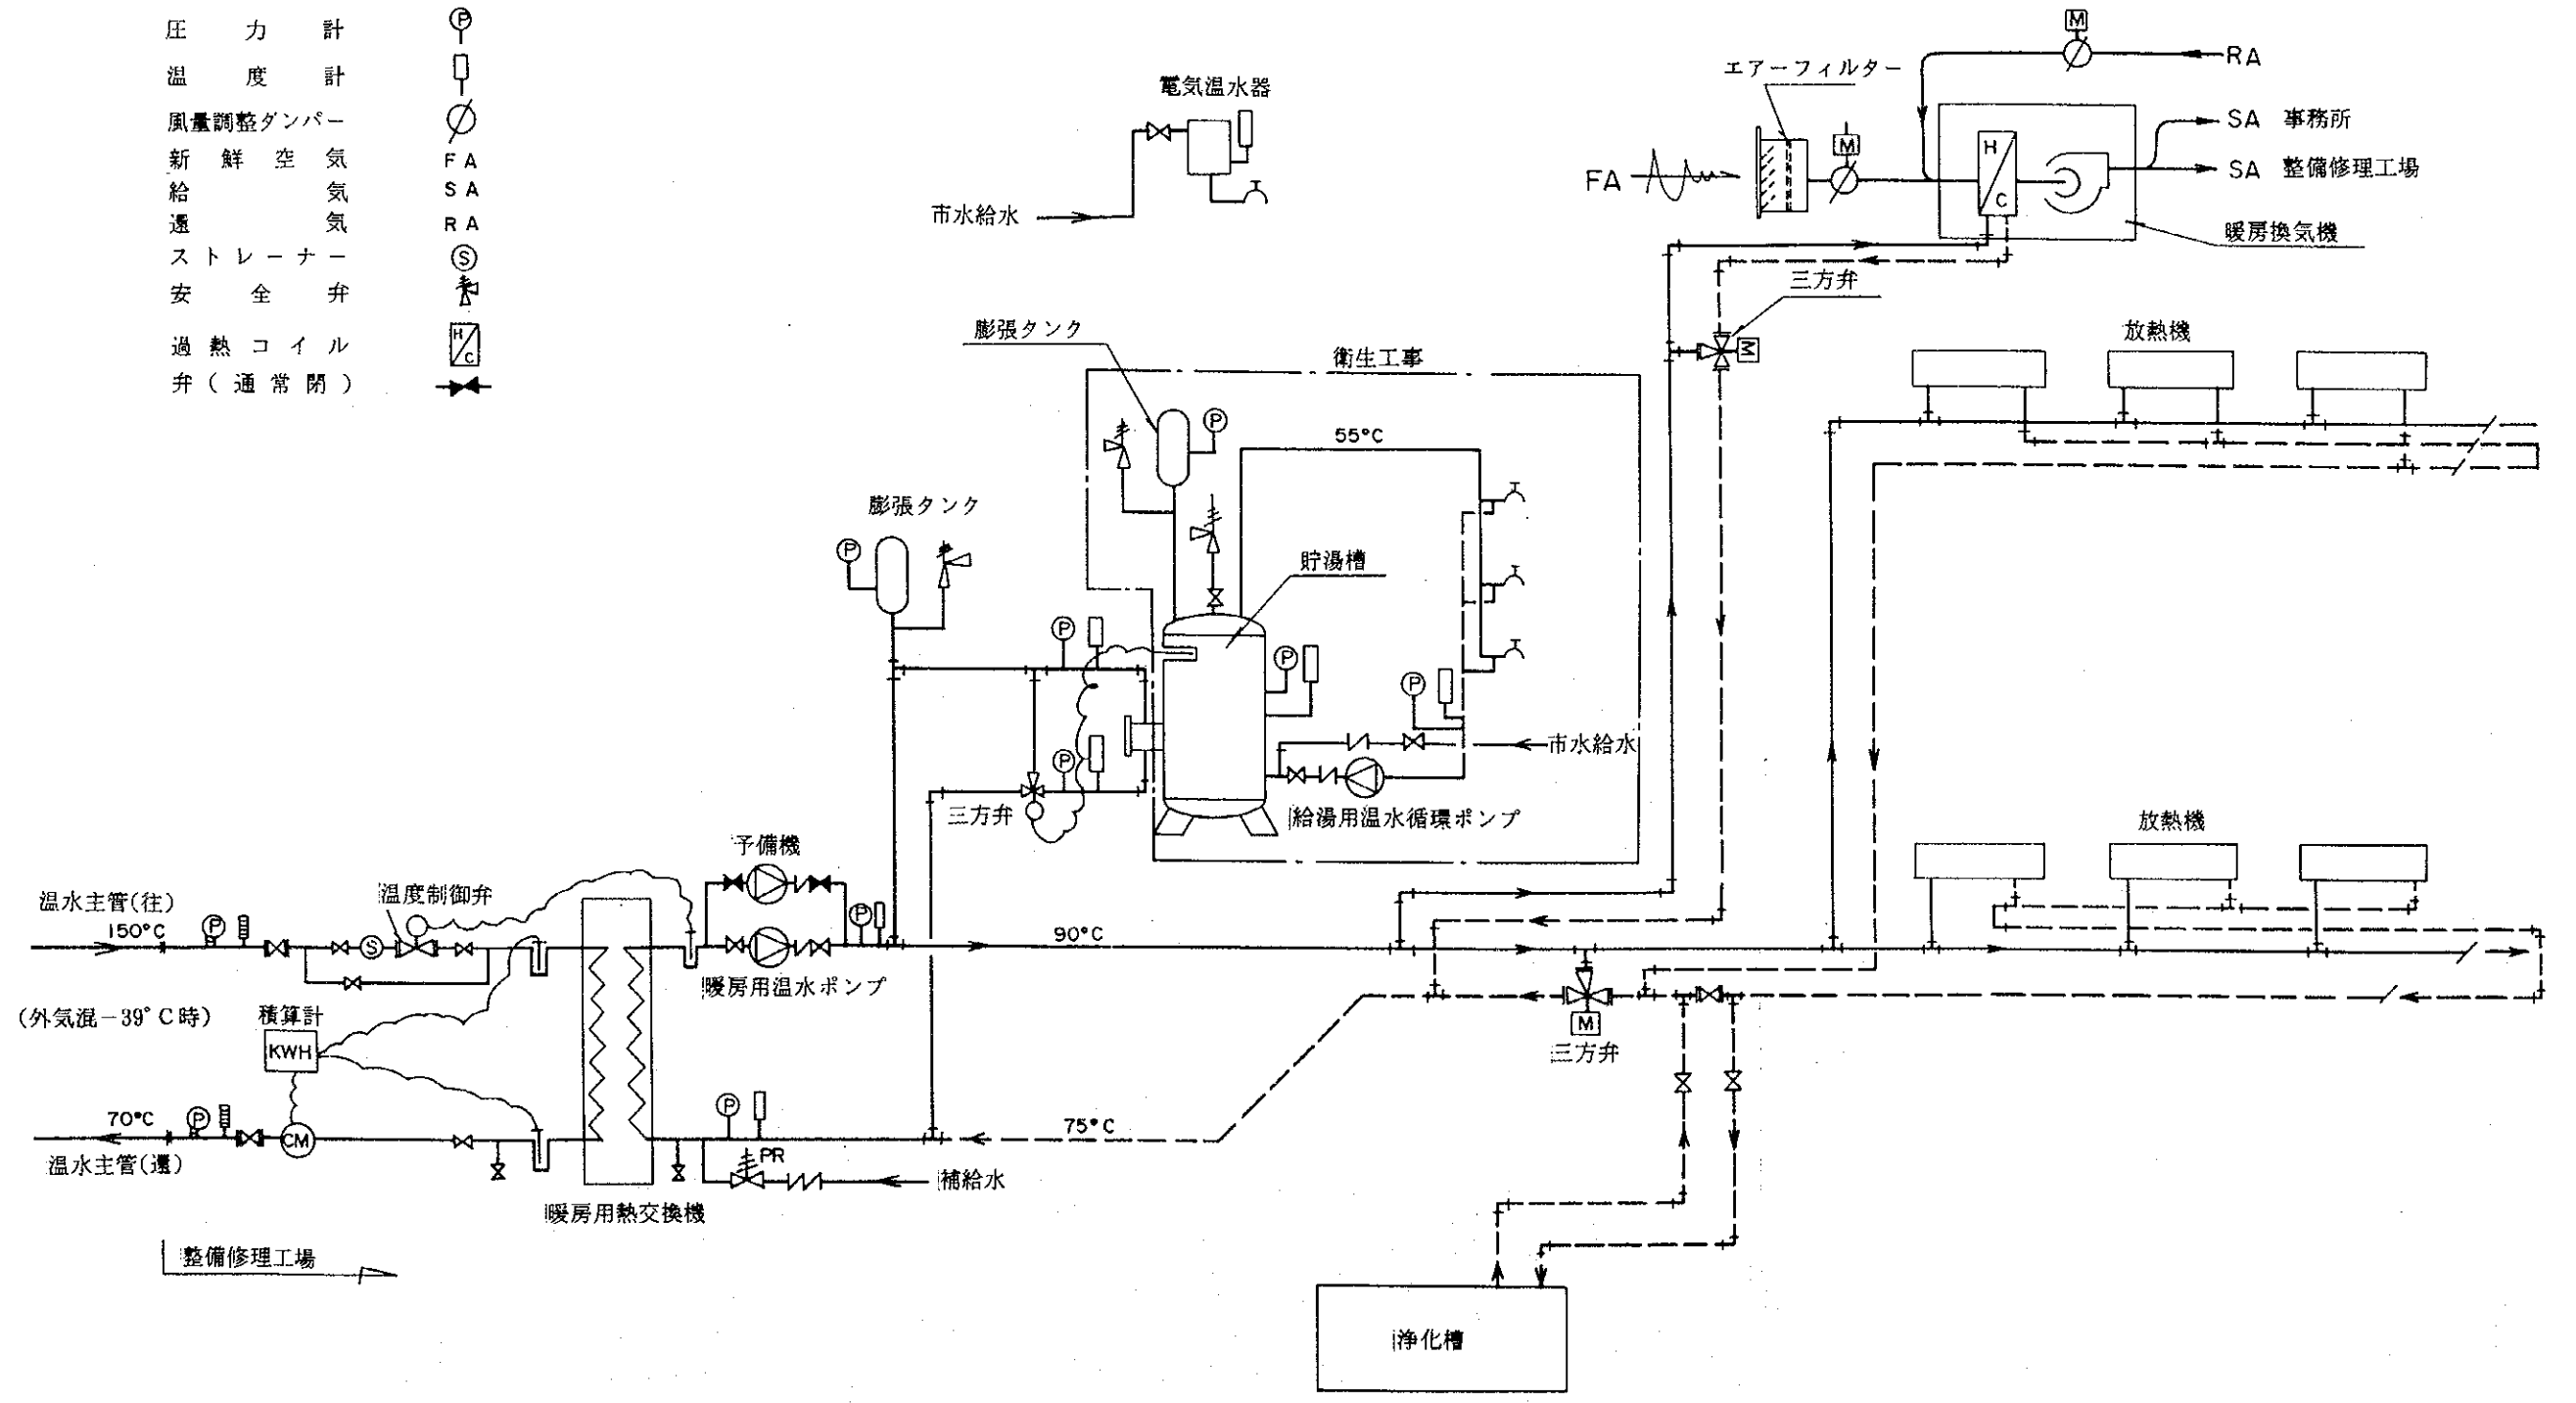 圧力計 P
温度計
風量調整ダンパー
新鮮空気 FA
給気 SA
還気 RA
ストレーナー S
安全弁
過熱コイル H/C
弁(通常閉)
電気温水器
市水給水
エアーフィルター
M
RA
M
FA
H
C
SA 事務所
SA 整備修理工場
暖房換気機
三方弁
M
放熱機
膨張タンク
衛生工事
P
55°C
膨張タンク
P
貯湯槽
P
P
P
P
市水給水
三方弁
給湯用温水循環ポンプ
放熱機
予備機
温水主管(往)
温度制御弁
150°C
P
S
P
90°C
暖房用温水ポンプ
(外気混-39°C時)
積算計
KWH
M
三方弁
70°C
P
CM
P
75°C
温水主管(還)
PR
補給水
暖房用熱交換機
整備修理工場
浄化槽